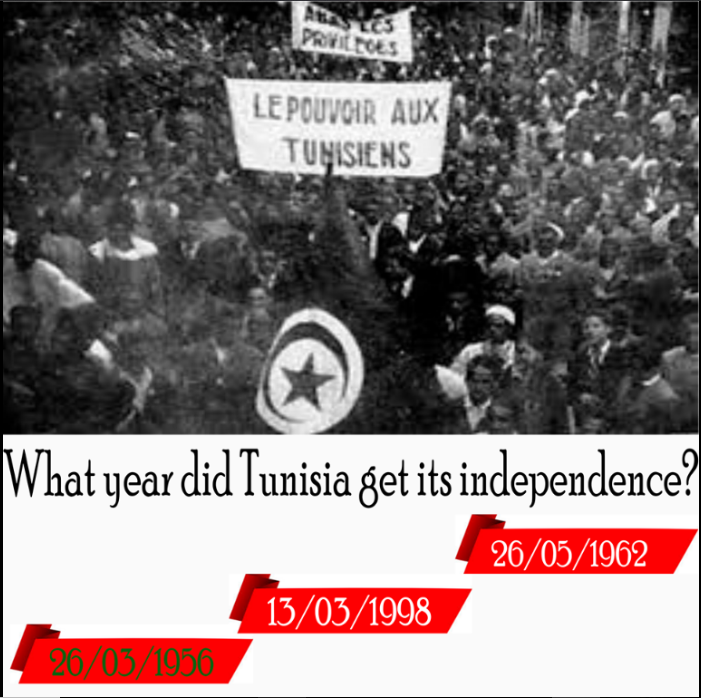 ABAS LES
PRIVILEGES
LE POUVOIR AUX
TUNISIENS
What year did Tunisia get its independence?
26/05/1962
13/03/1998
26/03/1956